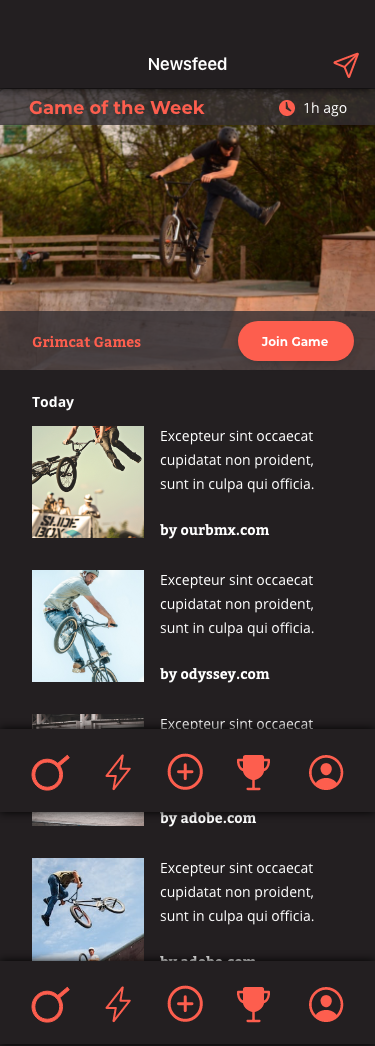 Newsfeed
Game of the Week
1h ago
Grimcat Games
Join Game
Today
Excepteur sint occaecat
cupidatat non proident,
sunt in culpa qui officia.
by ourbmx.com
SLIDE
BOX
Excepteur sint occaecat
cupidatat non proident,
sunt in culpa qui officia.
by odyssey.com
Excepteur sint occaecat
by adobe.com
Excepteur sint occaecat
cupidatat non proident,
sunt in culpa qui officia.
by adobe.com